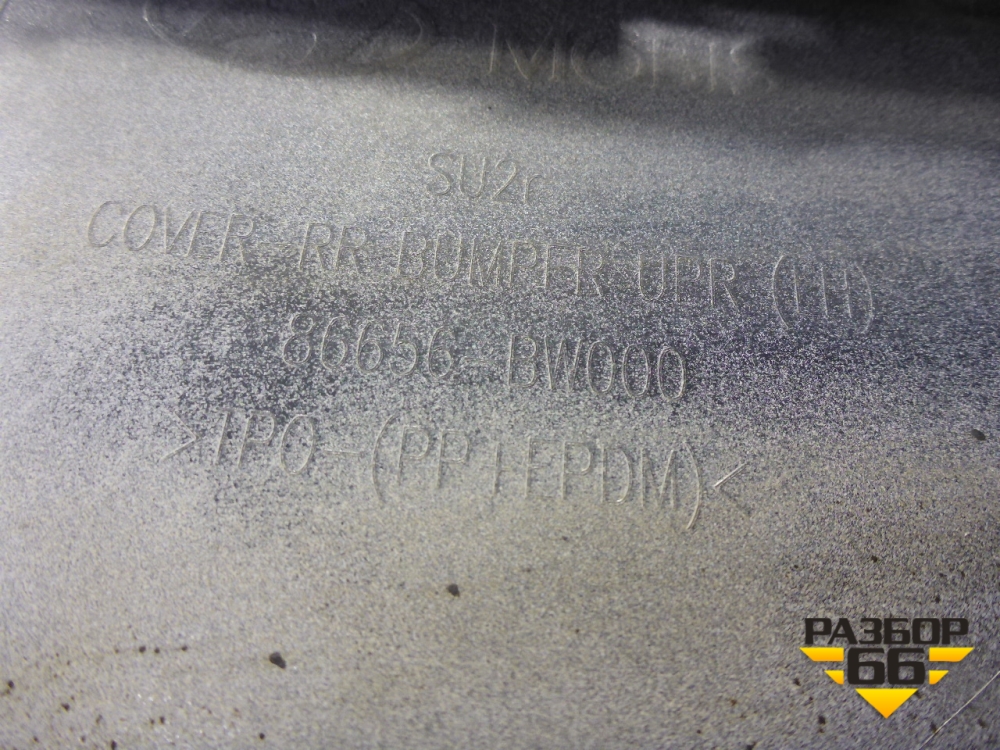 MOBIS
SU2r
COVER-RR BUMPER UPR (LH)
86656-BW000
>TPO-(PP+EPDM)<
РАЗБОР
66